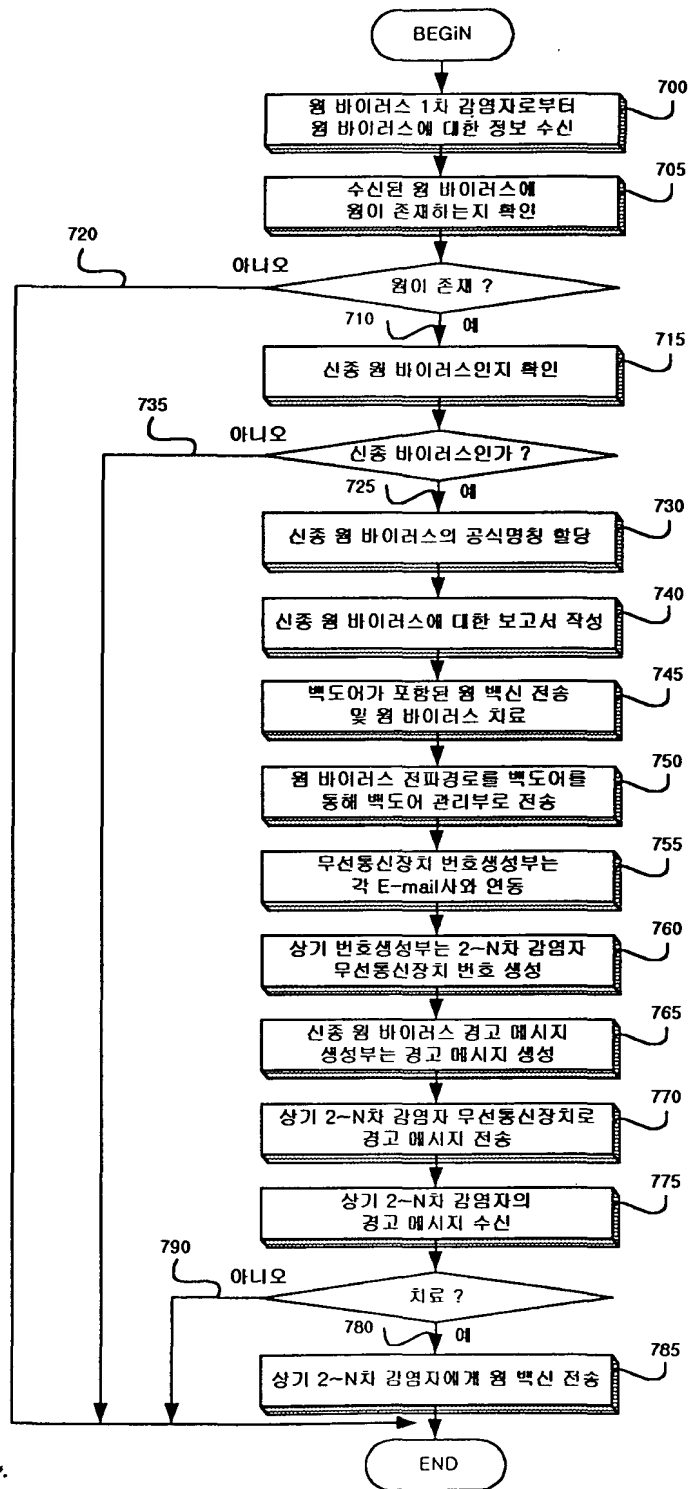 BEGiN
700
웜 바이러스 1차 감염자로부터
웜 바이러스에 대한 정보 수신
705
수신된 웜 바이러스에
웜이 존재하는지 확인
720
아니오
웜이 존재 ?
710
예
715
신종 웜 바이러스인지 확인
735
아니오
신종 바이러스인가 ?
725
예
730
신종 웜 바이러스의 공식명칭 할당
740
신종 웜 바이러스에 대한 보고서 작성
745
백도어가 포함된 웜 백신 전송
및 웜 바이러스 치료
750
웜 바이러스 전파경로를 백도어를
통해 백도어 관리부로 전송
755
무선통신장치 번호생성부는
각 E-mail사와 연동
760
상기 번호생성부는 2~N차 감염자
무선통신장치 번호 생성
765
신종 웜 바이러스 경고 메시지
생성부는 경고 메시지 생성
770
상기 2~N차 감염자 무선통신장치로
경고 메시지 전송
775
상기 2~N차 감염자의
경고 메시지 수신
790
아니오
치료 ?
780
예
785
상기 2~N차 감염자에게 웜 백신 전송
END